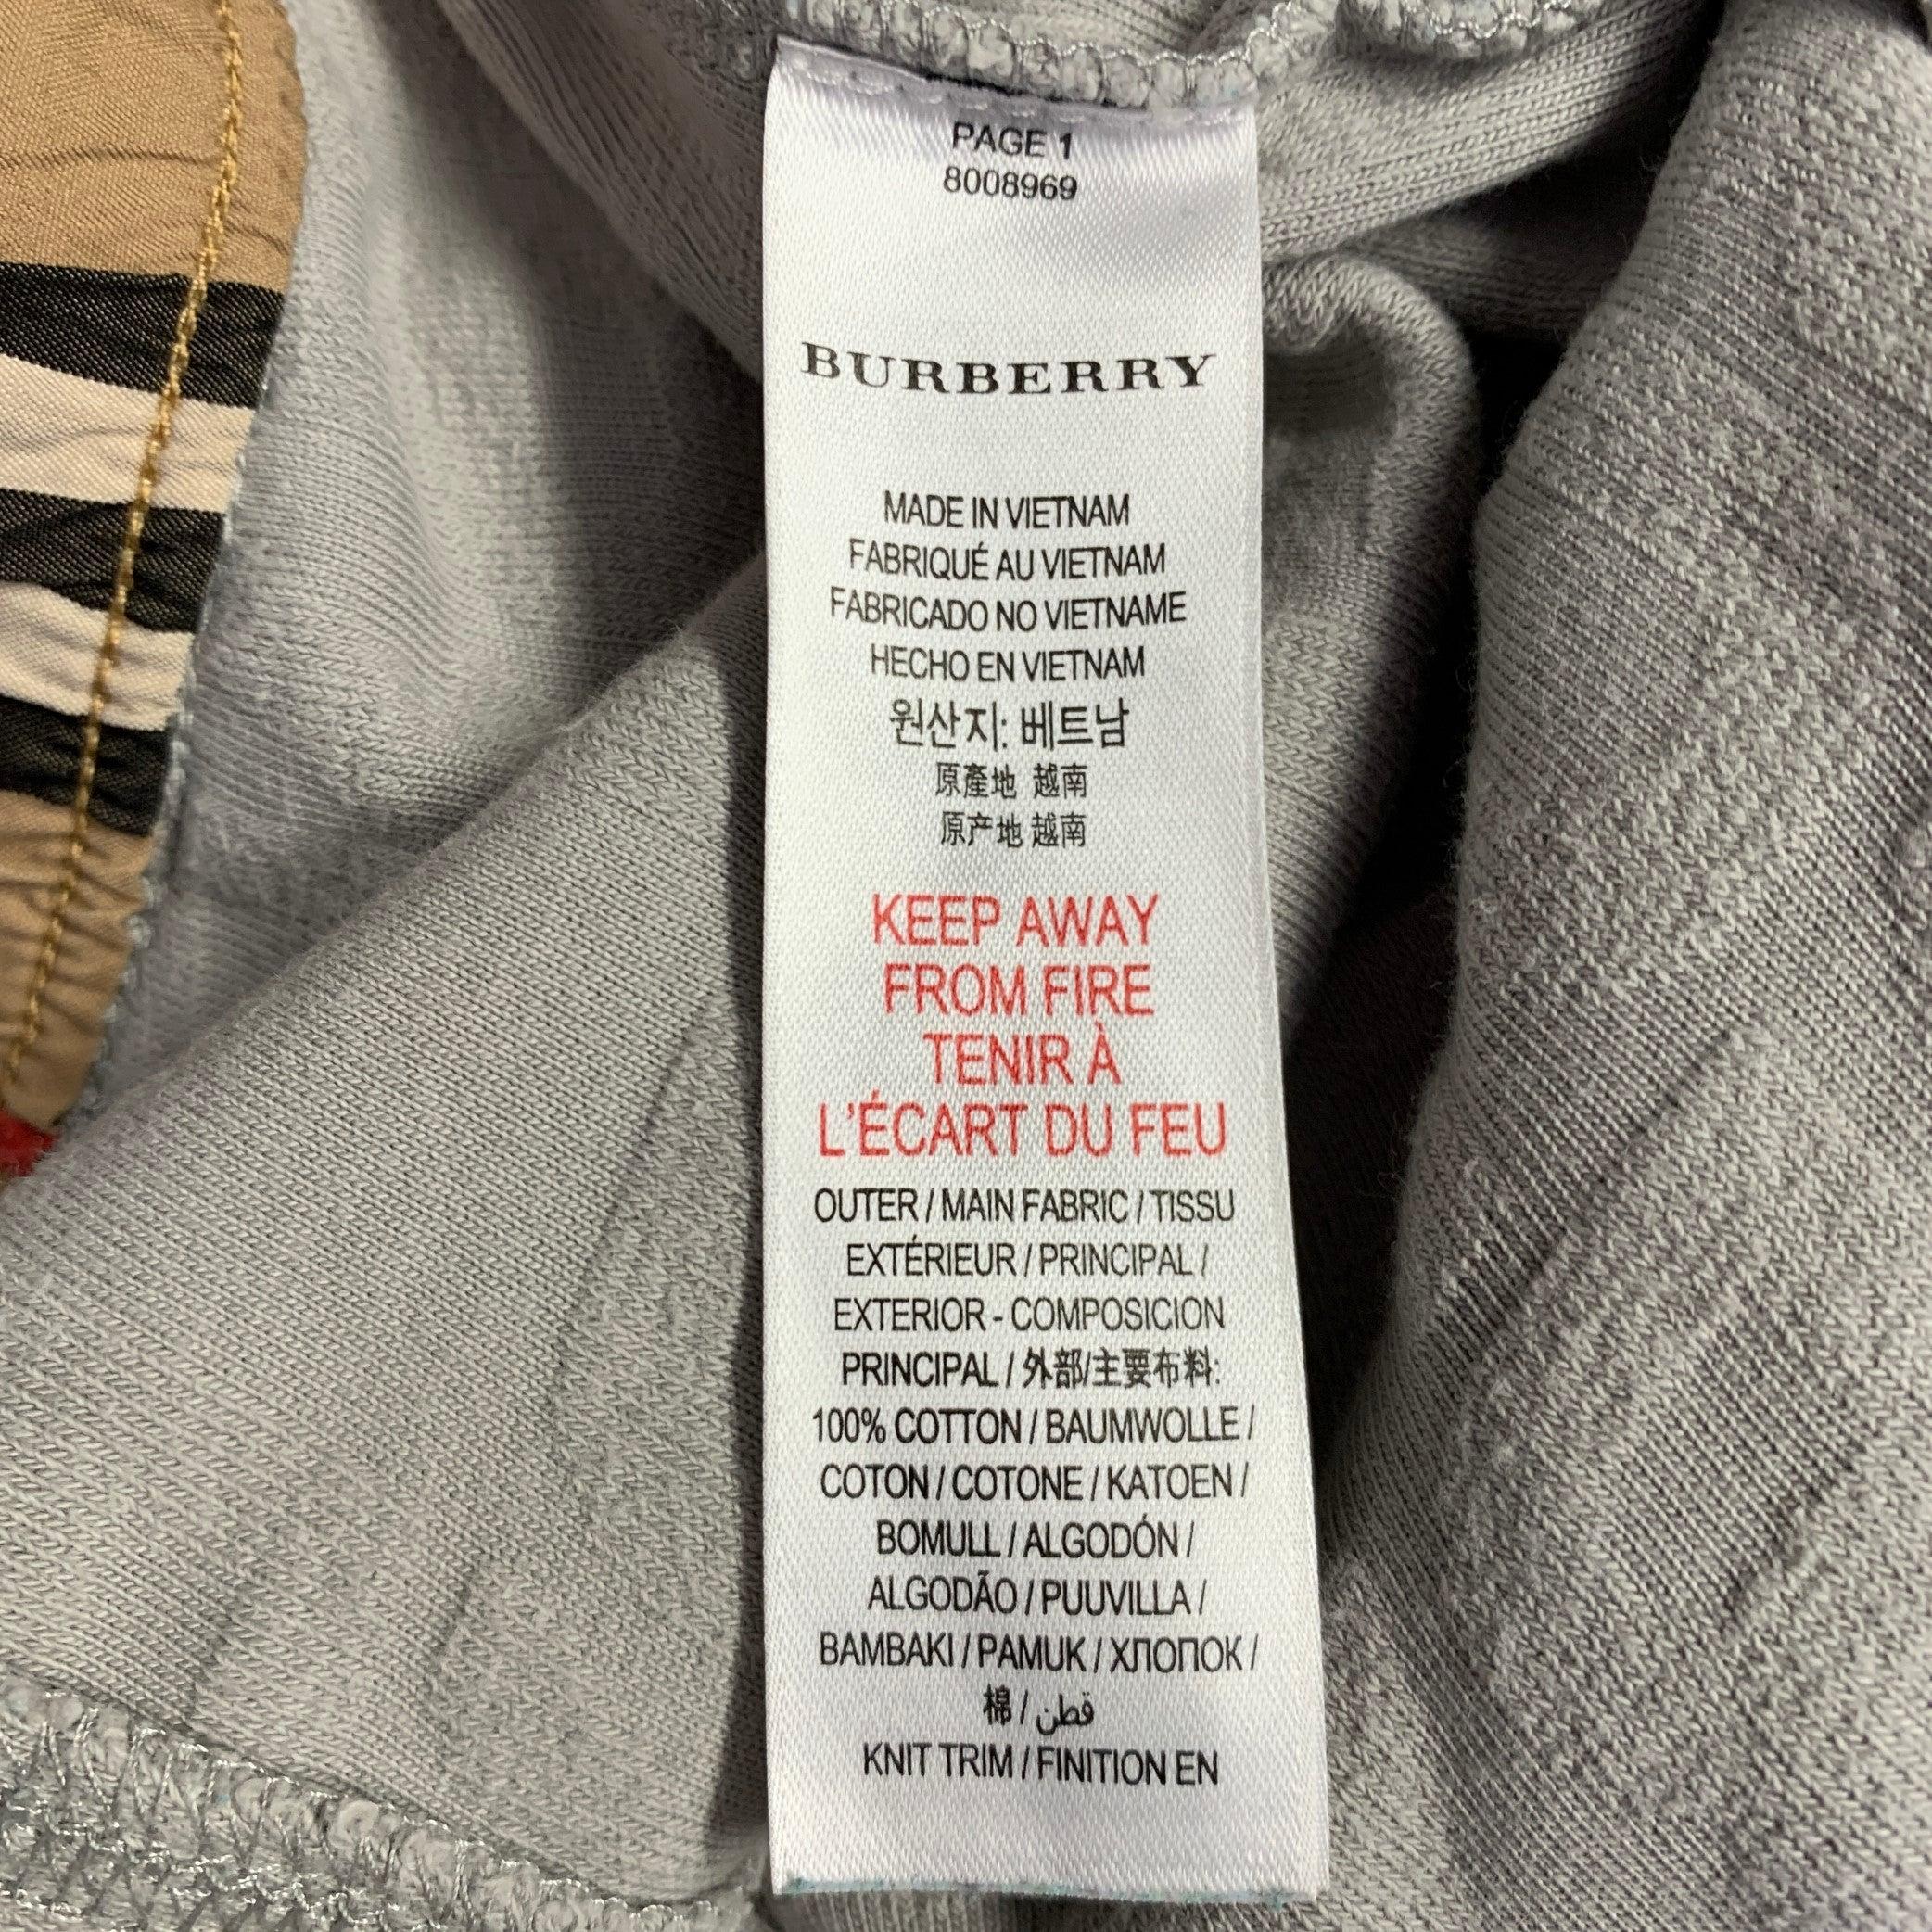 PAGE 1
8008969
BURBERRY
MADE IN VIETNAM
FABRIQUÉ AU VIETNAM
FABRICADO NO VIETNAME
HECHO EN VIETNAM
원산지: 베트남
原產地 越南
原产地 越南
KEEP AWAY
FROM FIRE
TENIR À
L'ÉCART DU FEU
OUTER / MAIN FABRIC / TISSU
EXTÉRIEUR / PRINCIPAL /
EXTERIOR - COMPOSICION
PRINCIPAL / 外部/主要布料:
100% COTTON / BAUMWOLLE /
COTON / COTONE / KATOEN /
BOMULL / ALGODÓN /
ALGODÃO / PUUVILLA /
BAMBAKI / PAMUK / ХЛОПОК /
棉 / قطن
KNIT TRIM / FINITION EN